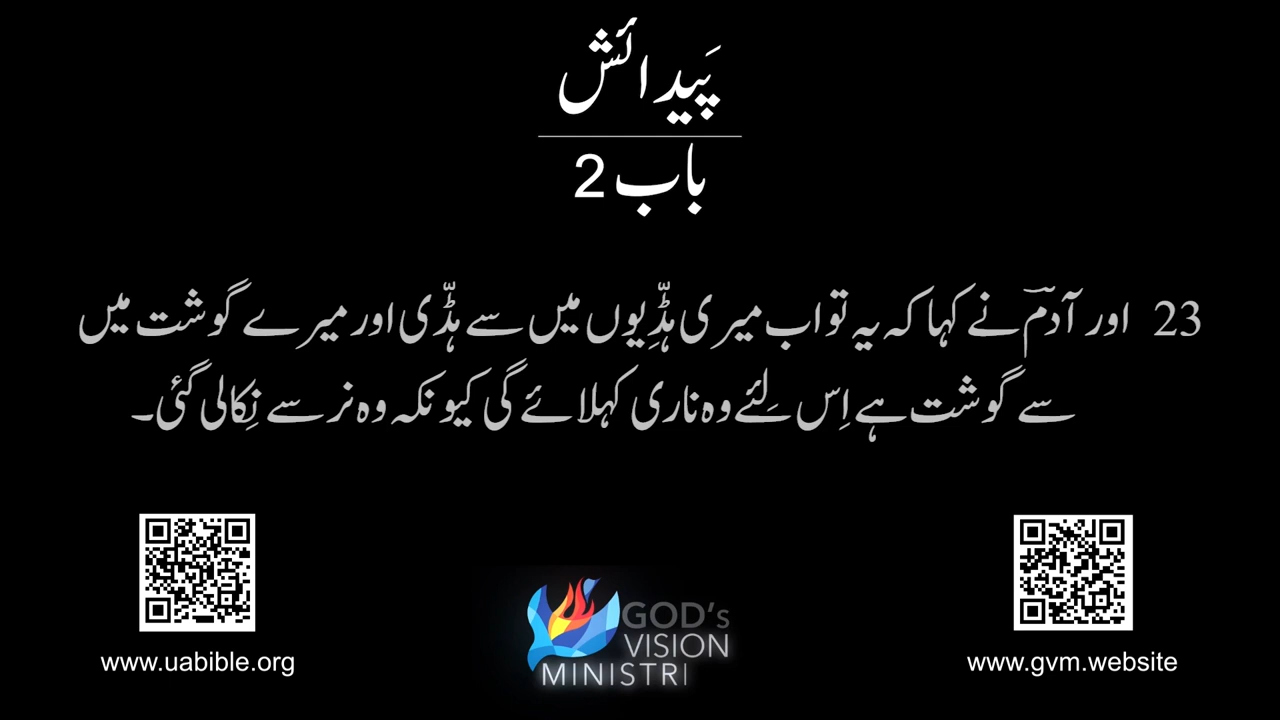 پَیدائش
باب 2
23 اور آدمؔ نے کہا کہ یہ تو اب میری ہڈِّیوں میں سے ہڈّی اور میرے گوشت میں
سے گوشت ہے اِس لِئے وہ ناری کہلائے گی کیونکہ وہ نر سے نِکالی گئی۔
GOD's
VISION
MINISTRI
www.uabible.org
www.gvm.website